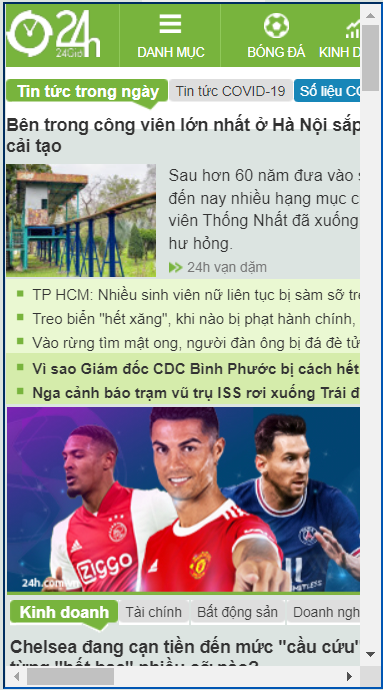 24h
24Giờ
DANH MỤC
BÓNG ĐÁ
KINH D
Tin tức trong ngày
Tin tức COVID-19
Số liệu CO
Bên trong công viên lớn nhất ở Hà Nội sắp
cải tạo
Sau hơn 60 năm đưa vào s
đến nay nhiều hạng mục c
viên Thống Nhất đã xuống
hư hỏng.
24h vạn dặm
TP HCM: Nhiều sinh viên nữ liên tục bị sàm sỡ trê
Treo biển "hết xăng", khi nào bị phạt hành chính,
Vào rừng tìm mật ong, người đàn ông bị đá đè tử
Vì sao Giám đốc CDC Bình Phước bị cách hết
Nga cảnh báo trạm vũ trụ ISS rơi xuống Trái đ
ZIGGO
24h.com.vn
Kinh doanh
Tài chính
Bất động sản
Doanh ngh
Chelsea đang cạn tiền đến mức "cầu cứu"